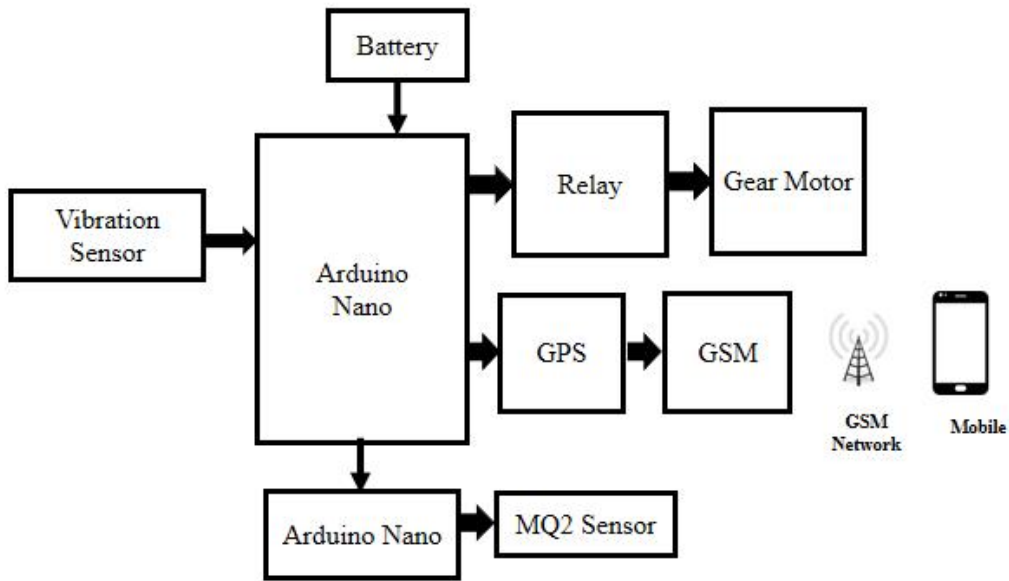 Battery
Relay
Gear Motor
Vibration
Sensor
Arduino
Nano
GPS
GSM
GSM
Network
Mobile
Arduino Nano
MQ2 Sensor